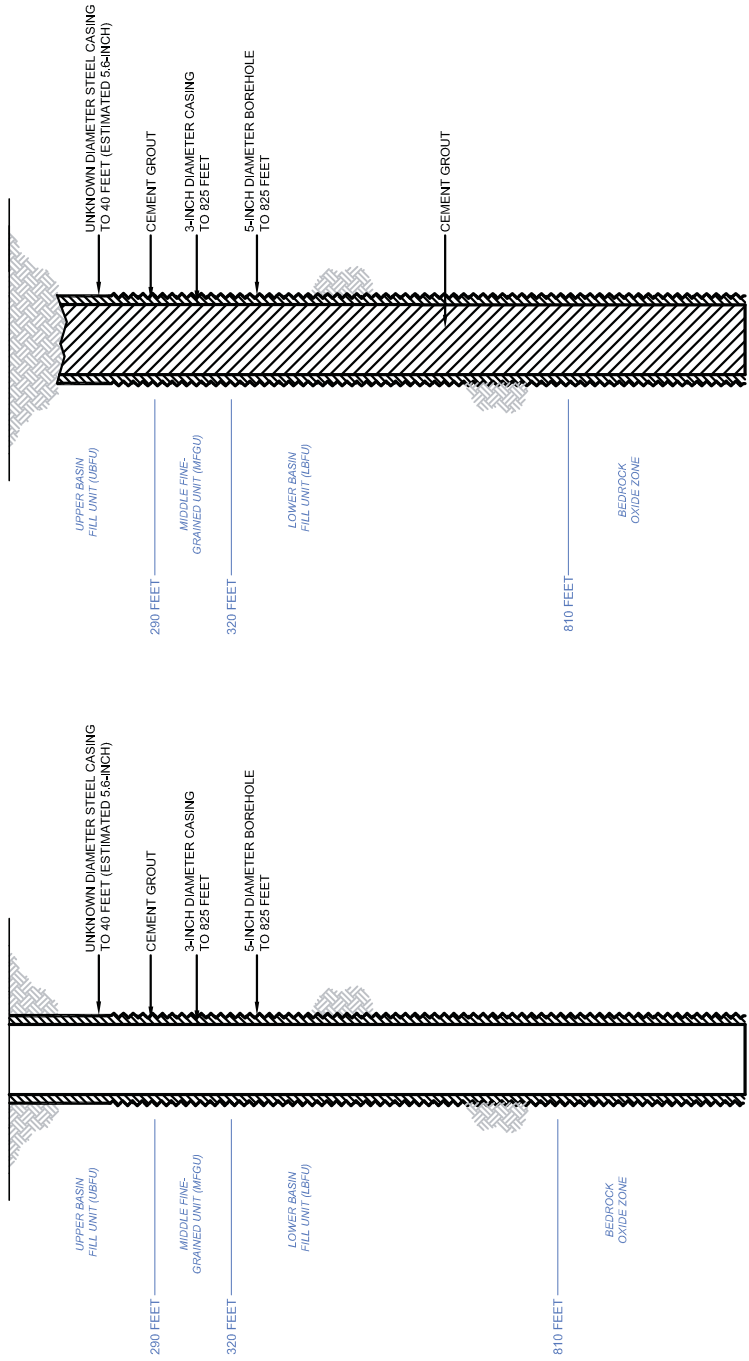 UPPER BASIN
FILL UNIT (UBFU)
290 FEET
MIDDLE FINE-
GRAINED UNIT (MFGU)
320 FEET
LOWER BASIN
FILL UNIT (LBFU)
810 FEET
BEDROCK
OXIDE ZONE
UNKNOWN DIAMETER STEEL CASING
TO 40 FEET (ESTIMATED 5.6-INCH)
CEMENT GROUT
3-INCH DIAMETER CASING
TO 825 FEET
5-INCH DIAMETER BOREHOLE
TO 825 FEET
UPPER BASIN
FILL UNIT (UBFU)
290 FEET
MIDDLE FINE-
GRAINED UNIT (MFGU)
320 FEET
LOWER BASIN
FILL UNIT (LBFU)
810 FEET
BEDROCK
OXIDE ZONE
UNKNOWN DIAMETER STEEL CASING
TO 40 FEET (ESTIMATED 5.6-INCH)
CEMENT GROUT
3-INCH DIAMETER CASING
TO 825 FEET
5-INCH DIAMETER BOREHOLE
TO 825 FEET
CEMENT GROUT